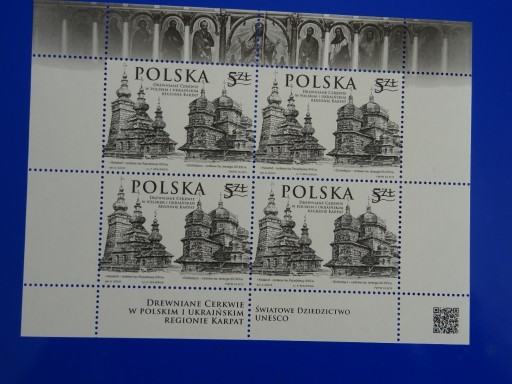 POLSKA 5 ZŁ
DREWNIANE CERKWIE
W POLSKIM I UKRAIŃSKIM
REGIONIE KARPAT
POLSKA 5 ZŁ
DREWNIANE CERKWIE
W POLSKIM I UKRAIŃSKIM
REGIONIE KARPAT
POLSKA 5 ZŁ
DREWNIANE CERKWIE
W POLSKIM I UKRAIŃSKIM
REGIONIE KARPAT
POLSKA 5 ZŁ
DREWNIANE CERKWIE
W POLSKIM I UKRAIŃSKIM
REGIONIE KARPAT
DREWNIANE CERKWIE
W POLSKIM I UKRAIŃSKIM
REGIONIE KARPAT
ŚWIATOWE DZIEDZICTWO
UNESCO